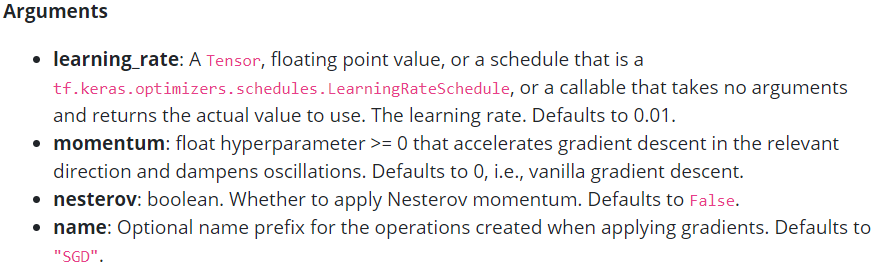 Arguments
• learning_rate: A Tensor, floating point value, or a schedule that is a
tf.keras.optimizers.schedules.LearningRateSchedule, or a callable that takes no arguments
and returns the actual value to use. The learning rate. Defaults to 0.01.
• momentum: float hyperparameter >= 0 that accelerates gradient descent in the relevant
direction and dampens oscillations. Defaults to 0, i.e., vanilla gradient descent.
• nesterov: boolean. Whether to apply Nesterov momentum. Defaults to False.
• name: Optional name prefix for the operations created when applying gradients. Defaults to
"SGD".